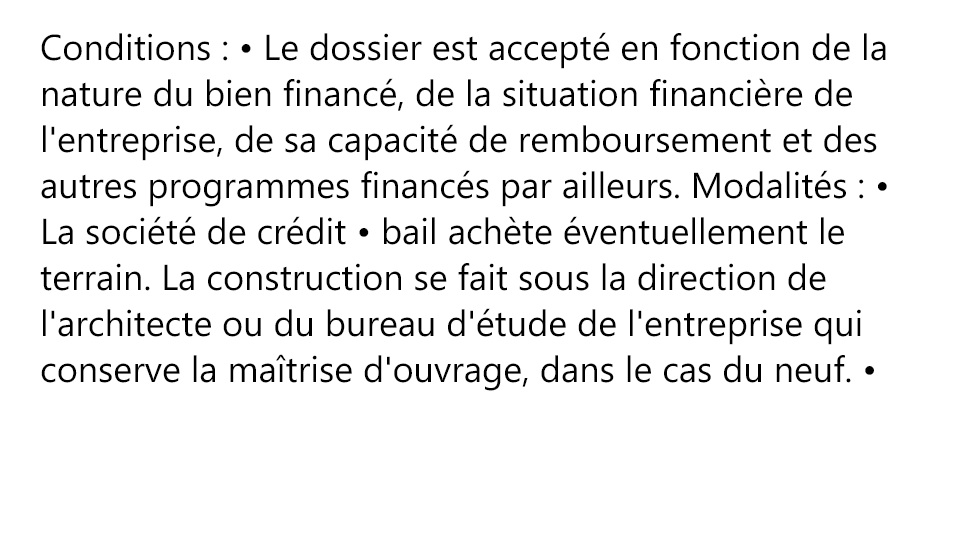 Conditions : • Le dossier est accepté en fonction de la
nature du bien financé, de la situation financière de
l'entreprise, de sa capacité de remboursement et des
autres programmes financés par ailleurs. Modalités : •
La société de crédit • bail achète éventuellement le
terrain. La construction se fait sous la direction de
l'architecte ou du bureau d'étude de l'entreprise qui
conserve la maîtrise d'ouvrage, dans le cas du neuf. •